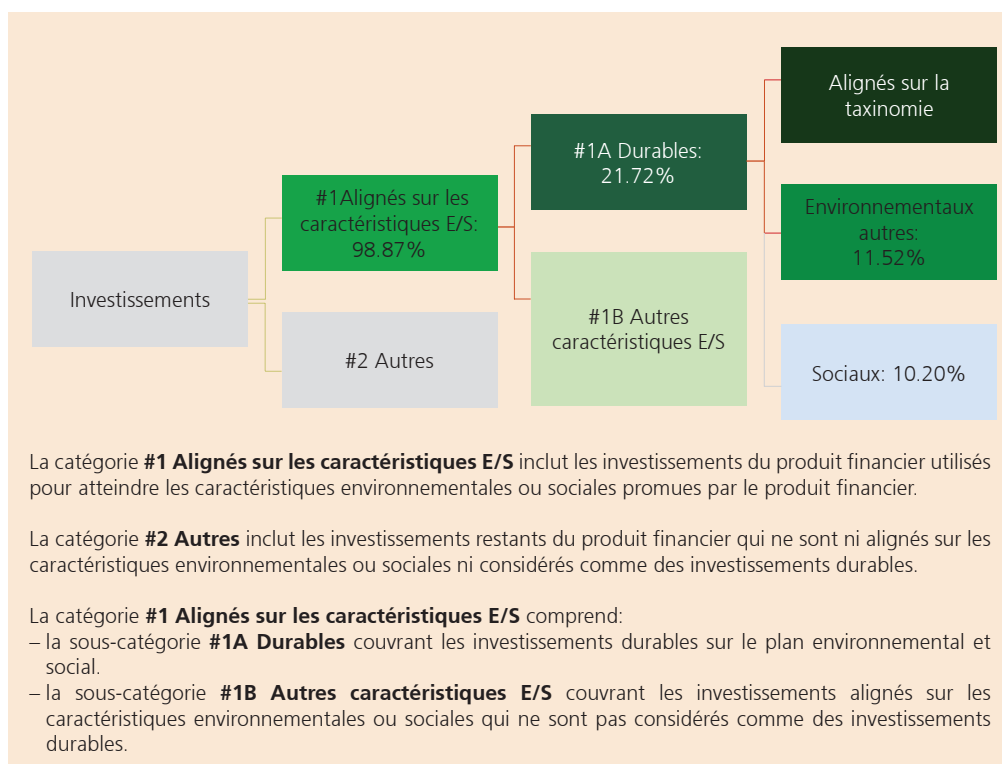 Investissements
#1Alignés sur les
caractéristiques E/S:
98.87%
#2 Autres
#1A Durables:
21.72%
#1B Autres
caractéristiques E/S
Alignés sur la
taxinomie
Environnementaux
autres:
11.52%
Sociaux: 10.20%
La catégorie #1 Alignés sur les caractéristiques E/S inclut les investissements du produit financier utilisés
pour atteindre les caractéristiques environnementales ou sociales promues par le produit financier.
La catégorie #2 Autres inclut les investissements restants du produit financier qui ne sont ni alignés sur les
caractéristiques environnementales ou sociales ni considérés comme des investissements durables.
La catégorie #1 Alignés sur les caractéristiques E/S comprend:
– la sous-catégorie #1A Durables couvrant les investissements durables sur le plan environnemental et
social.
– la sous-catégorie #1B Autres caractéristiques E/S couvrant les investissements alignés sur les
caractéristiques environnementales ou sociales qui ne sont pas considérés comme des investissements
durables.